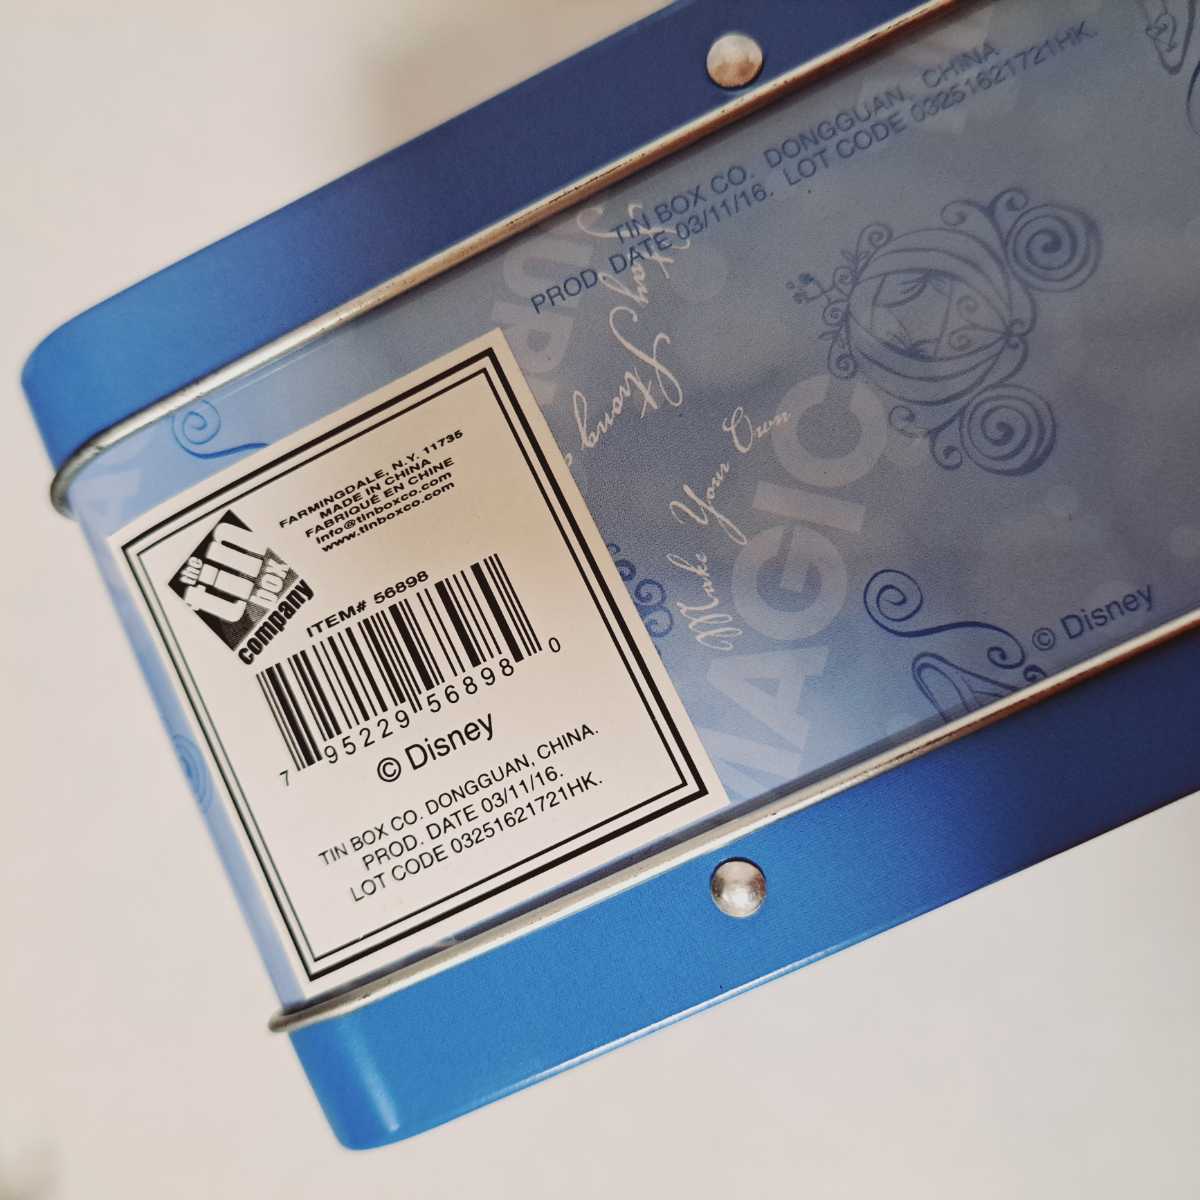 TIN BOX CO. DONGGUAN, CHINA
PROD. DATE 03/11/16. LOT CODE 03251621721HK.
Stay Strong
Make Your Own
MAGIC
© Disney
the
tin
box
company
FARMINGDALE, N.Y. 11735
MADE IN CHINA
FABRIQUÉ EN CHINE
Info@tinboxco.com
www.tinboxco.com
ITEM# 56898
7 95229 56898 0
© Disney
TIN BOX CO. DONGGUAN, CHINA.
PROD. DATE 03/11/16.
LOT CODE 03251621721HK.